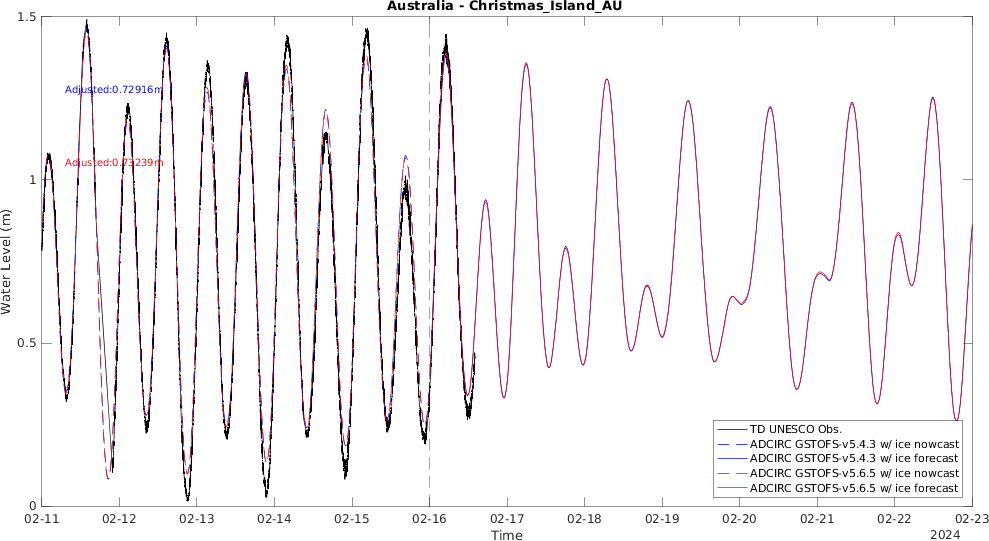 Australia - Christmas_Island_AU
1.5
Adjusted:0.72916m
Adjusted:0.73239m
1
Water Level (m)
0.5
TD UNESCO Obs.
ADCIRC GSTOFS-v5.4.3 w/ ice nowcast
ADCIRC GSTOFS-v5.4.3 w/ ice forecast
ADCIRC GSTOFS-v5.6.5 w/ ice nowcast
ADCIRC GSTOFS-v5.6.5 w/ ice forecast
0
02-11 02-12 02-13 02-14 02-15 02-16 02-17 02-18 02-19 02-20 02-21 02-22 02-23
Time
2024